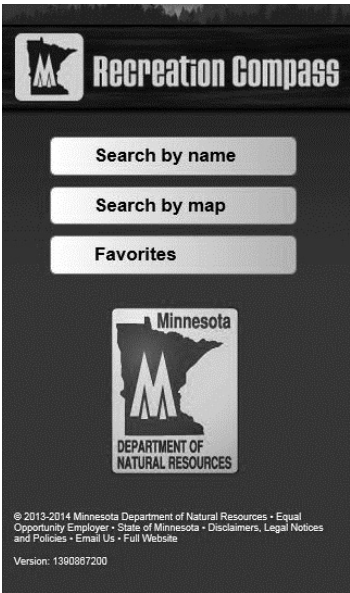 Recreation Compass
Search by name
Search by map
Favorites
Minnesota
DEPARTMENT OF
NATURAL RESOURCES
© 2013-2014 Minnesota Department of Natural Resources • Equal
Opportunity Employer • State of Minnesota • Disclaimers, Legal Notices
and Policies • Email Us • Full Website
Version: 1390867200